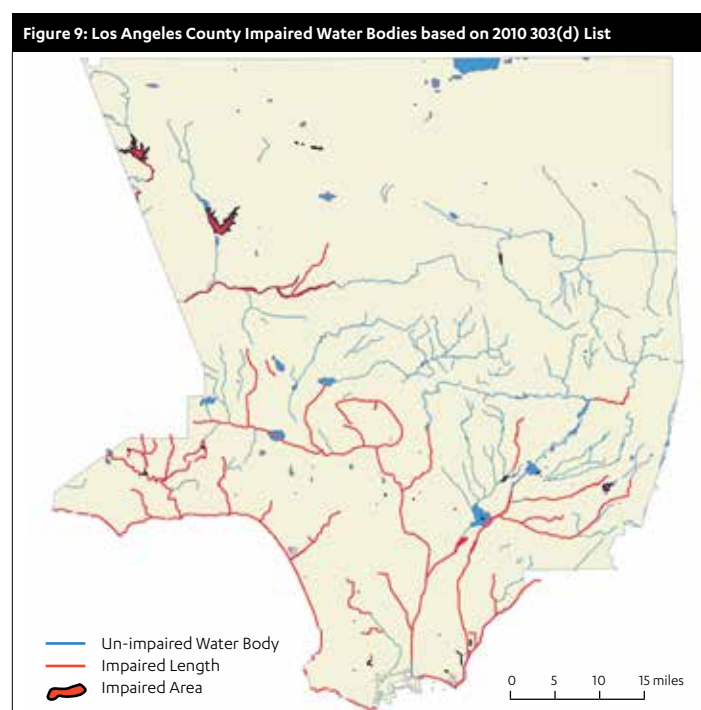 Figure 9: Los Angeles County Impaired Water Bodies based on 2010 303(d) List
Un-impaired Water Body
Impaired Length
Impaired Area
0 5 10 15 miles